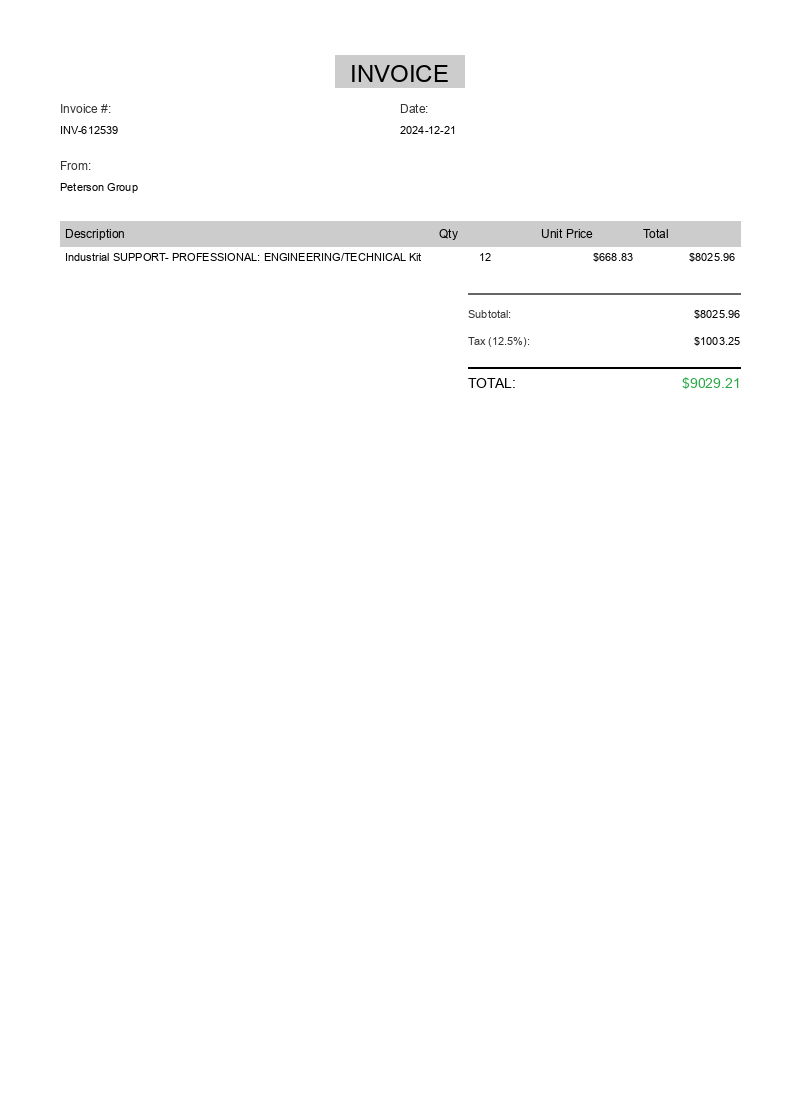 INVOICE
Invoice #: Date:
INV-612539 2024-12-21
From:
Peterson Group
Description Qty Unit Price Total
Industrial SUPPORT- PROFESSIONAL: ENGINEERING/TECHNICAL Kit 12 $668.83 $8025.96
Subtotal: $8025.96
Tax (12.5%): $1003.25
TOTAL: $9029.21